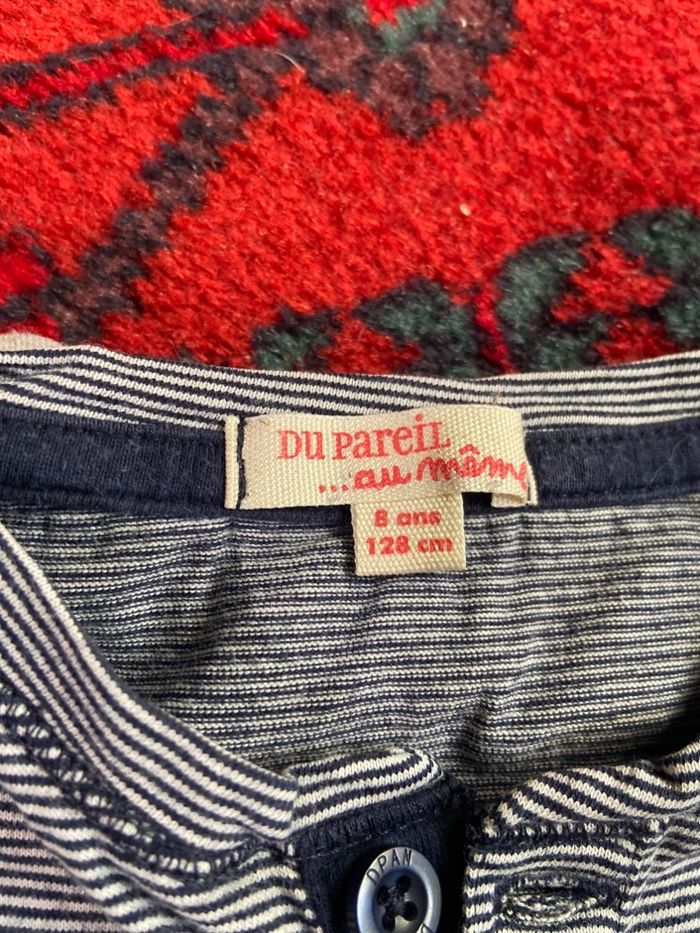 DU PAREIL
...au même
8 ans
128 cm
DPAM